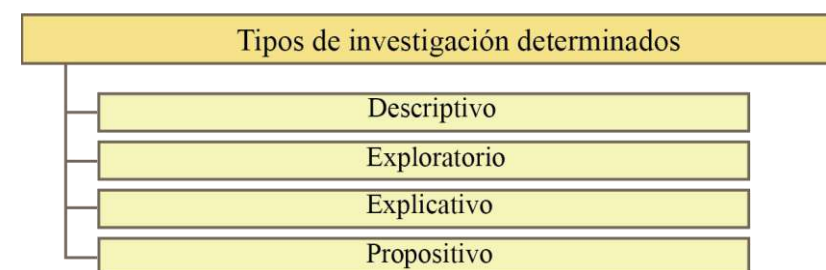 Tipos de investigación determinados
Descriptivo
Exploratorio
Explicativo
Propositivo